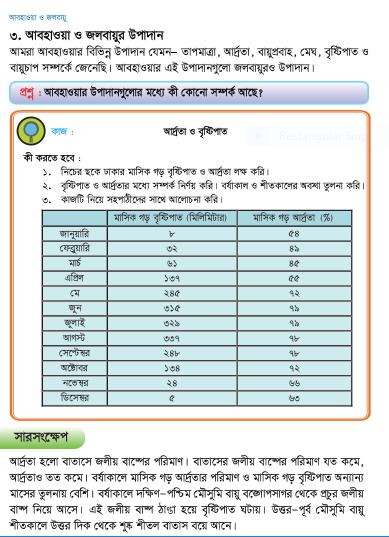 আবহাওয়া ও জলবায়ু
৩. আবহাওয়া ও জলবায়ুর উপাদান
আমরা আবহাওয়ার বিভিন্ন উপাদান যেমন– তাপমাত্রা, আর্দ্রতা, বায়ুপ্রবাহ, মেঘ, বৃষ্টিপাত ও
বায়ুচাপ সম্পর্কে জেনেছি। আবহাওয়ার এই উপাদানগুলো জলবায়ুরও উপাদান।
প্রশ্ন : আবহাওয়ার উপাদানগুলোর মধ্যে কী কোনো সম্পর্ক আছে?
কাজ : আর্দ্রতা ও বৃষ্টিপাত
কী করতে হবে :
১. নিচের ছকে ঢাকার মাসিক গড় বৃষ্টিপাত ও আর্দ্রতা লক্ষ করি।
২. বৃষ্টিপাত ও আর্দ্রতার মধ্যে সম্পর্ক নির্ণয় করি। বর্ষাকাল ও শীতকালের অবস্থা তুলনা করি।
৩. কাজটি নিয়ে সহপাঠীদের সাথে আলোচনা করি।
মাসিক গড় বৃষ্টিপাত (মিলিমিটার) মাসিক গড় আর্দ্রতা (%)
জানুয়ারি ৮ ৫৪
ফেব্রুয়ারি ৩২ ৪৯
মার্চ ৬১ ৪৫
এপ্রিল ১৩৭ ৫৫
মে ২৪৫ ৭২
জুন ৩১৫ ৭৯
জুলাই ৩২৯ ৭৯
আগস্ট ৩৩৭ ৭৮
সেপ্টেম্বর ২৪৮ ৭৮
অক্টোবর ১৩৪ ৭২
নভেম্বর ২৪ ৬৬
ডিসেম্বর ৫ ৬৩
সারসংক্ষেপ
আর্দ্রতা হলো বাতাসে জলীয় বাষ্পের পরিমাণ। বাতাসের জলীয় বাষ্পের পরিমাণ যত কমে,
আর্দ্রতাও তত কমে। বর্ষাকালে মাসিক গড় আর্দ্রতার পরিমাণ ও মাসিক গড় বৃষ্টিপাত অন্যান্য
মাসের তুলনায় বেশি। বর্ষাকালে দক্ষিণ–পশ্চিম মৌসুমি বায়ু বঙ্গোপসাগর থেকে প্রচুর জলীয়
বাষ্প নিয়ে আসে। এই জলীয় বাষ্প ঠাণ্ডা হয়ে বৃষ্টিপাত ঘটায়। উত্তর–পূর্ব মৌসুমি বায়ু
শীতকালে উত্তর দিক থেকে শুষ্ক শীতল বাতাস বয়ে আনে।